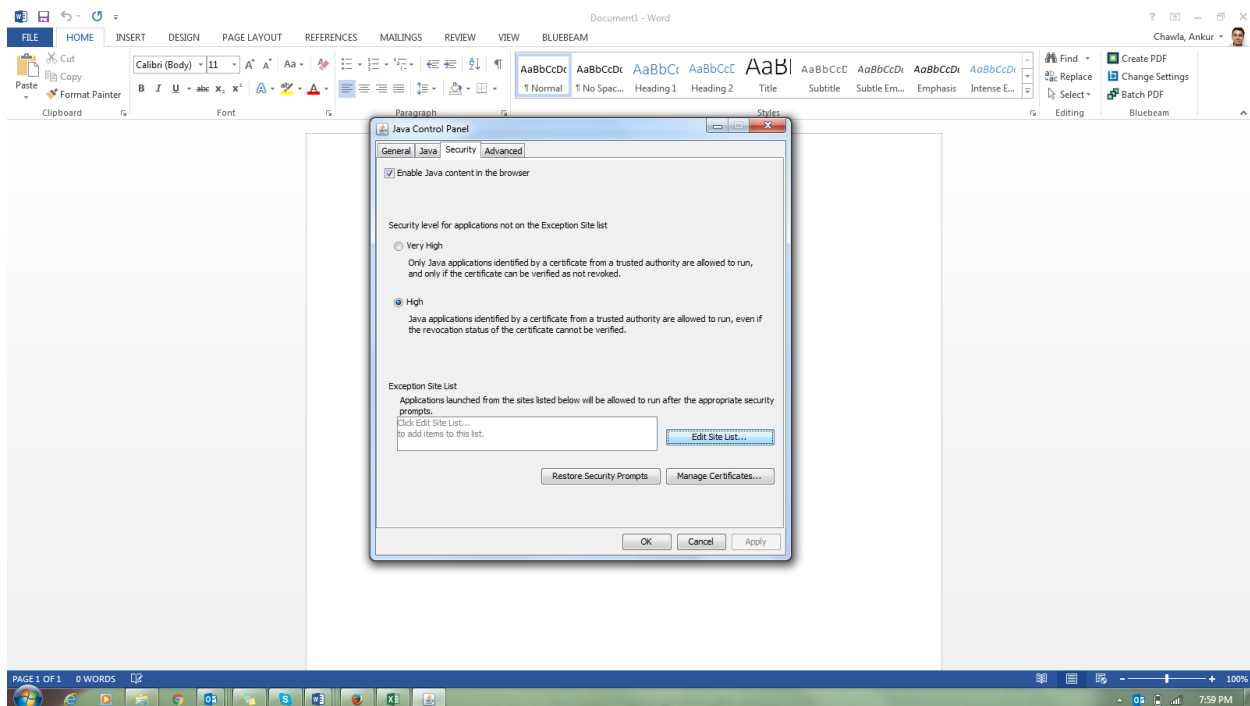 Document1 - Word
FILE HOME INSERT DESIGN PAGE LAYOUT REFERENCES MAILINGS REVIEW VIEW BLUEBEAM Chawla, Ankur
Paste
Cut
Copy
Format Painter
Clipboard
Calibri (Body) 11
Font
Paragraph
AaBbCcDc AaBbCcDc AaBbCc AaBbCcD AaBl AaBbCcD AaBbCcDc AaBbCcDc AaBbCcDc
¶ Normal ¶ No Spac... Heading 1 Heading 2 Title Subtitle Subtle Em... Emphasis Intense E...
Styles
Find
Replace
Select
Editing
Create PDF
Change Settings
Batch PDF
Bluebeam
Java Control Panel
General Java Security Advanced
Enable Java content in the browser
Security level for applications not on the Exception Site list
Very High
Only Java applications identified by a certificate from a trusted authority are allowed to run,
and only if the certificate can be verified as not revoked.
High
Java applications identified by a certificate from a trusted authority are allowed to run, even if
the revocation status of the certificate cannot be verified.
Exception Site List
Applications launched from the sites listed below will be allowed to run after the appropriate security
prompts.
Click Edit Site List...
to add items to this list.
Edit Site List...
Restore Security Prompts Manage Certificates...
OK Cancel Apply
PAGE 1 OF 1 0 WORDS 100%
7:59 PM